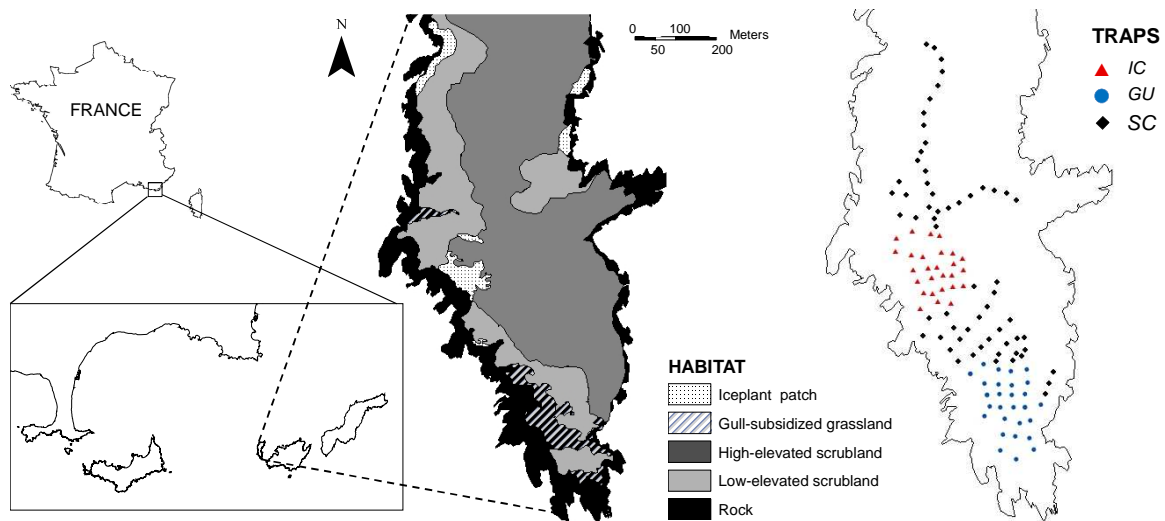 FRANCE
N
0 100 Meters
50 200
HABITAT
Iceplant patch
Gull-subsidized grassland
High-elevated scrubland
Low-elevated scrubland
Rock
TRAPS
IC
GU
SC